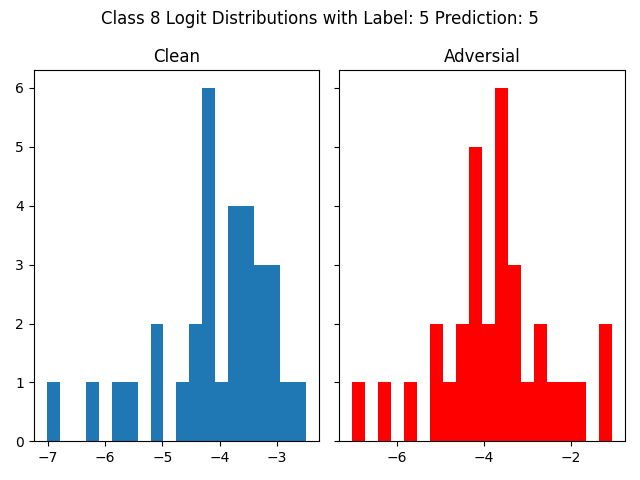 Class 8 Logit Distributions with Label: 5 Prediction: 5
Clean
Adversial
6
5
4
3
2
1
0
−7 −6 −5 −4 −3
−6 −4 −2